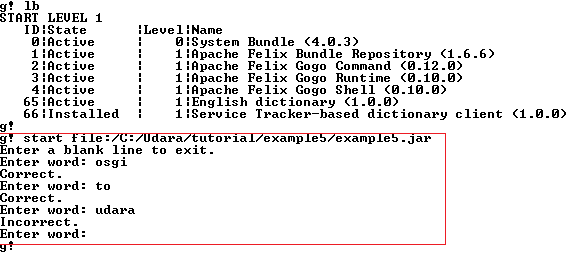 g! lb
START LEVEL 1
   ID|State      |Level|Name
    0|Active     |    0|System Bundle (4.0.3)
    1|Active     |    1|Apache Felix Bundle Repository (1.6.6)
    2|Active     |    1|Apache Felix Gogo Command (0.12.0)
    3|Active     |    1|Apache Felix Gogo Runtime (0.10.0)
    4|Active     |    1|Apache Felix Gogo Shell (0.10.0)
   65|Active     |    1|English dictionary (1.0.0)
   66|Installed  |    1|Service Tracker-based dictionary client (1.0.0)
g!
g! start file:/C:/Udara/tutorial/example5/example5.jar
Enter a blank line to exit.
Enter word: osgi
Correct.
Enter word: to
Correct.
Enter word: udara
Incorrect.
Enter word:
g!